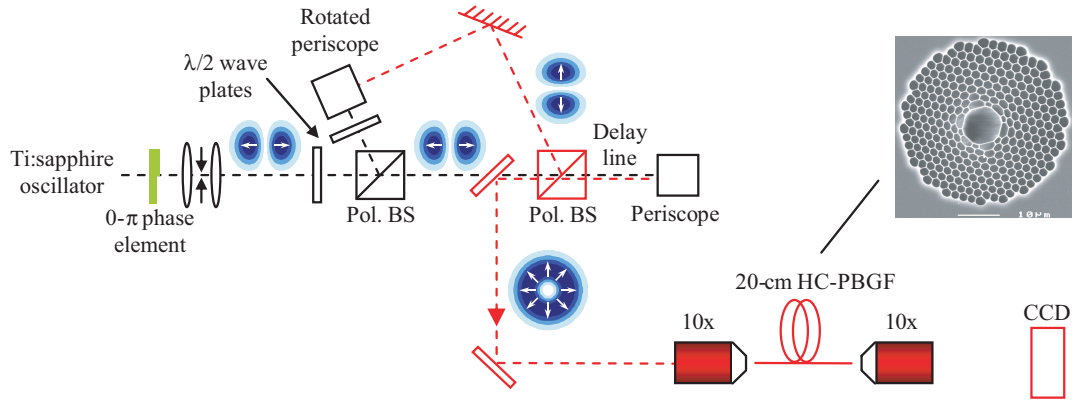 Rotated
periscope
λ/2 wave
plates
Ti:sapphire
oscillator
0-π phase
element
Pol. BS
Delay
line
Pol. BS
Periscope
10μm
20-cm HC-PBGF
10x
10x
CCD